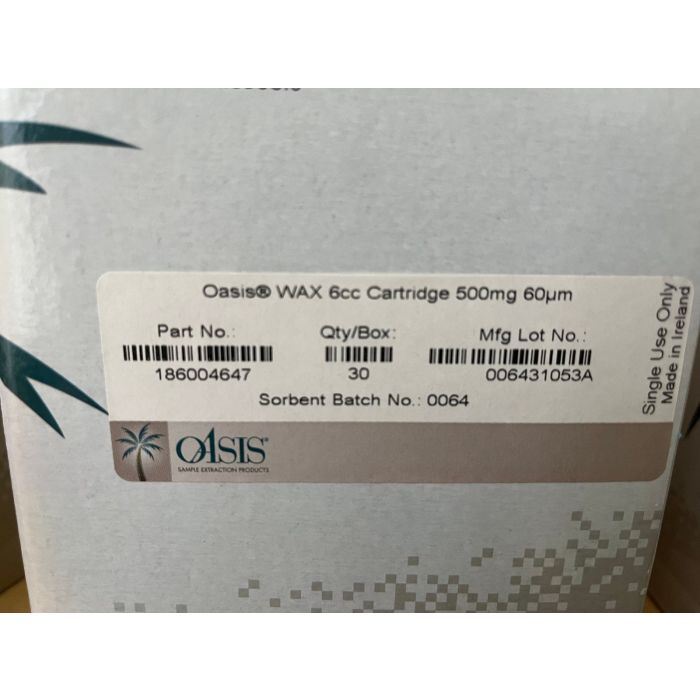 Oasis® WAX 6cc Cartridge 500mg 60µm
Part No.:
Qty/Box:
Mfg Lot No.:
186004647
30
006431053A
Sorbent Batch No.: 0064
Single Use Only
Made in Ireland
OASIS®
SAMPLE EXTRACTION PRODUCTS